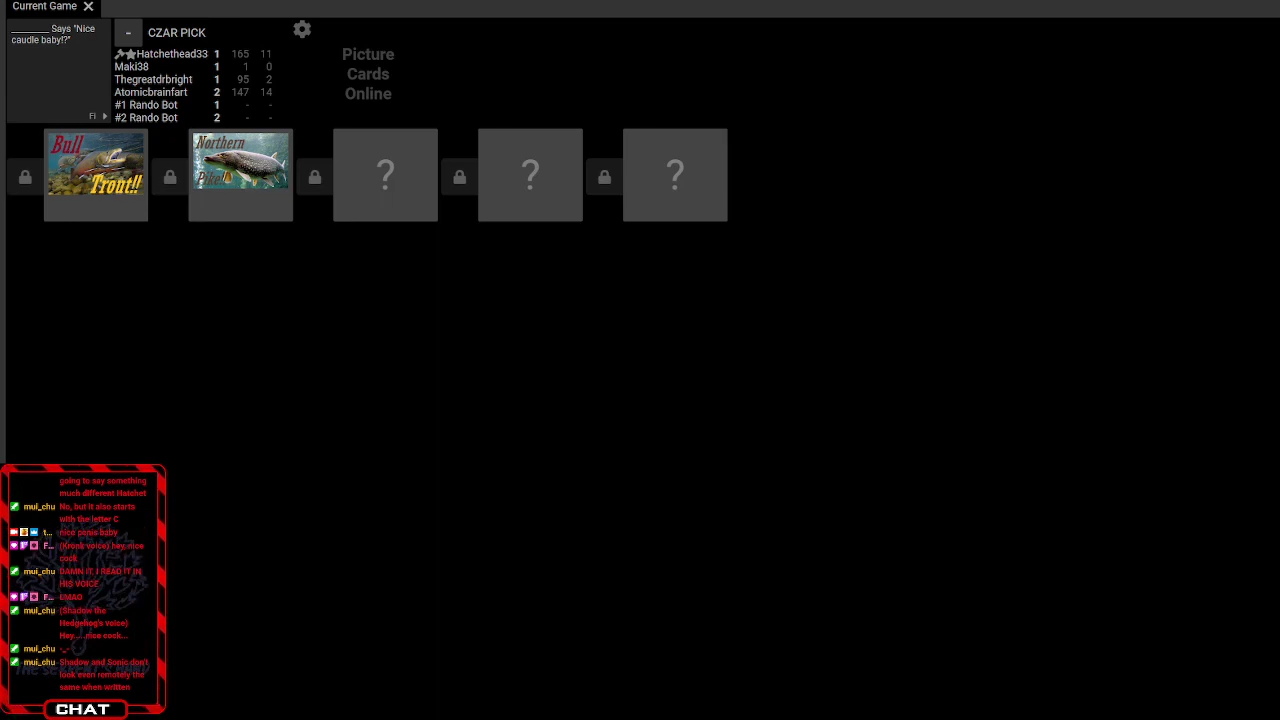 Current Game
_______ Says "Nice
caudle baby!?"
FI
-
CZAR PICK
Hatchethead33 1 165 11
Maki38 1 1 0
Thegreatdrbright 1 95 2
Atomicbrainfart 2 147 14
#1 Rando Bot 1 - -
#2 Rando Bot 2 - -
Picture
Cards
Online
Bull
Trout!!
Northern
Pike!!
?
?
?
going to say something
much different Hatchet
mui_chu No, but it also starts
with the letter C
t... nice penis baby
F... (Kronk voice) hey, nice
cock
mui_chu DAMN IT I READ IT IN
HIS VOICE
F... LMAO
mui_chu (Shadow the
Hedgehog's voice)
Hey.....nice cock...
mui_chu -_-
mui_chu Shadow and Sonic don't
look even remotely the
same when written
CHAT